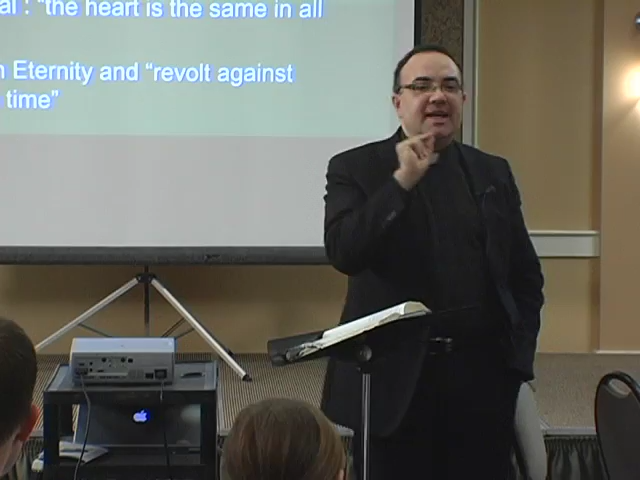 al : "the heart is the same in all
n Eternity and "revolt against
time"